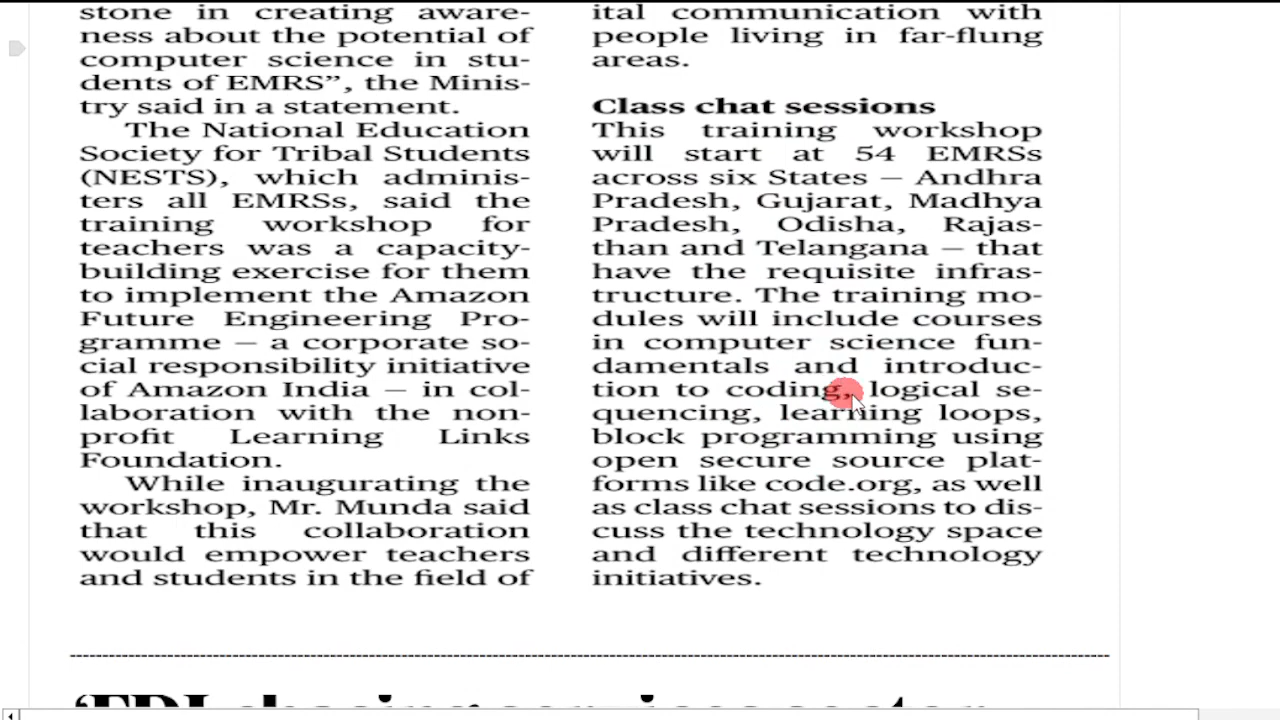 stone in creating aware-
ness about the potential of
computer science in stu-
dents of EMRS”, the Minis-
try said in a statement.
The National Education
Society for Tribal Students
(NESTS), which adminis-
ters all EMRSs, said the
training workshop for
teachers was a capacity-
building exercise for them
to implement the Amazon
Future Engineering Pro-
gramme — a corporate so-
cial responsibility initiative
of Amazon India — in col-
laboration with the non-
profit Learning Links
Foundation.
While inaugurating the
workshop, Mr. Munda said
that this collaboration
would empower teachers
and students in the field of
ital communication with
people living in far-flung
areas.
Class chat sessions
This training workshop
will start at 54 EMRSs
across six States — Andhra
Pradesh, Gujarat, Madhya
Pradesh, Odisha, Rajas-
than and Telangana — that
have the requisite infras-
tructure. The training mo-
dules will include courses
in computer science fun-
damentals and introduc-
tion to coding, logical se-
quencing, learning loops,
block programming using
open secure source plat-
forms like code.org, as well
as class chat sessions to dis-
cuss the technology space
and different technology
initiatives.